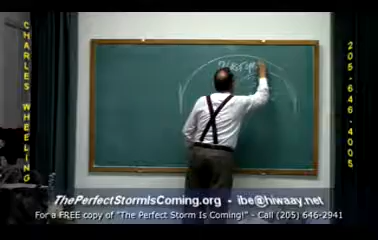 CHARLES WHEELING
205-646-4005
ThePerfectStormIsComing.org - ibe@hiwaay.net
For a FREE copy of "The Perfect Storm Is Coming!" - Call (205) 646-2941